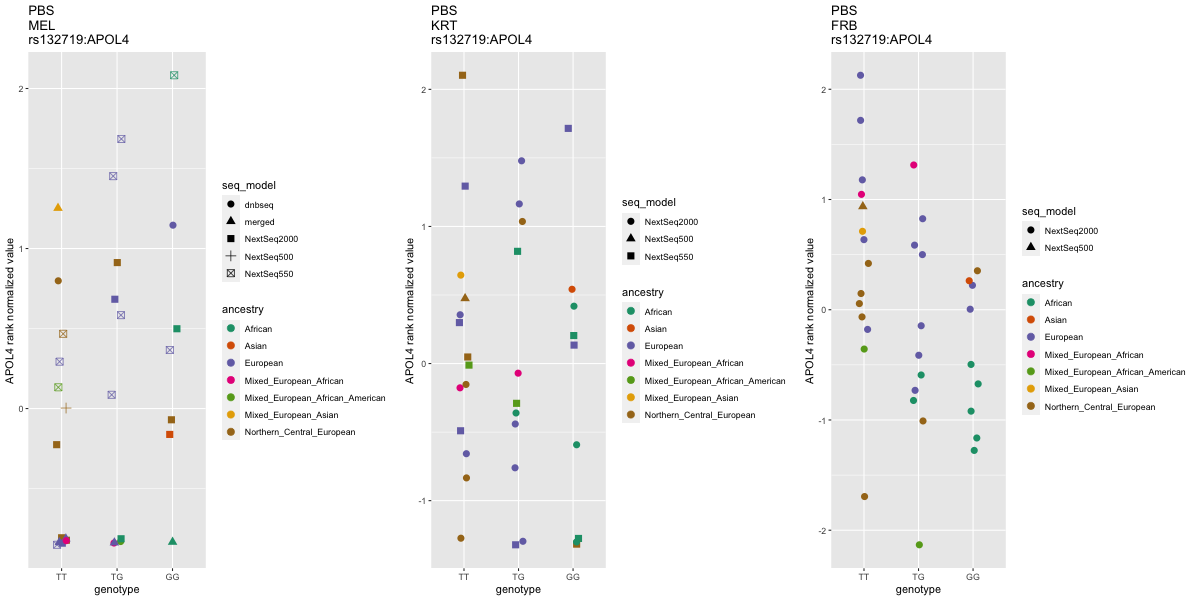 PBS
MEL
rs132719:APOL4
APOL4 rank normalized value
2
1
0
TT
TG
GG
genotype
seq_model
dnbseq
merged
NextSeq2000
NextSeq500
NextSeq550
ancestry
African
Asian
European
Mixed_European_African
Mixed_European_African_American
Mixed_European_Asian
Northern_Central_European
PBS
KRT
rs132719:APOL4
APOL4 rank normalized value
2
1
0
-1
TT
TG
GG
genotype
seq_model
NextSeq2000
NextSeq500
NextSeq550
ancestry
African
Asian
European
Mixed_European_African
Mixed_European_African_American
Mixed_European_Asian
Northern_Central_European
PBS
FRB
rs132719:APOL4
APOL4 rank normalized value
2
1
0
-1
-2
TT
TG
GG
genotype
seq_model
NextSeq2000
NextSeq500
ancestry
African
Asian
European
Mixed_European_African
Mixed_European_African_American
Mixed_European_Asian
Northern_Central_European